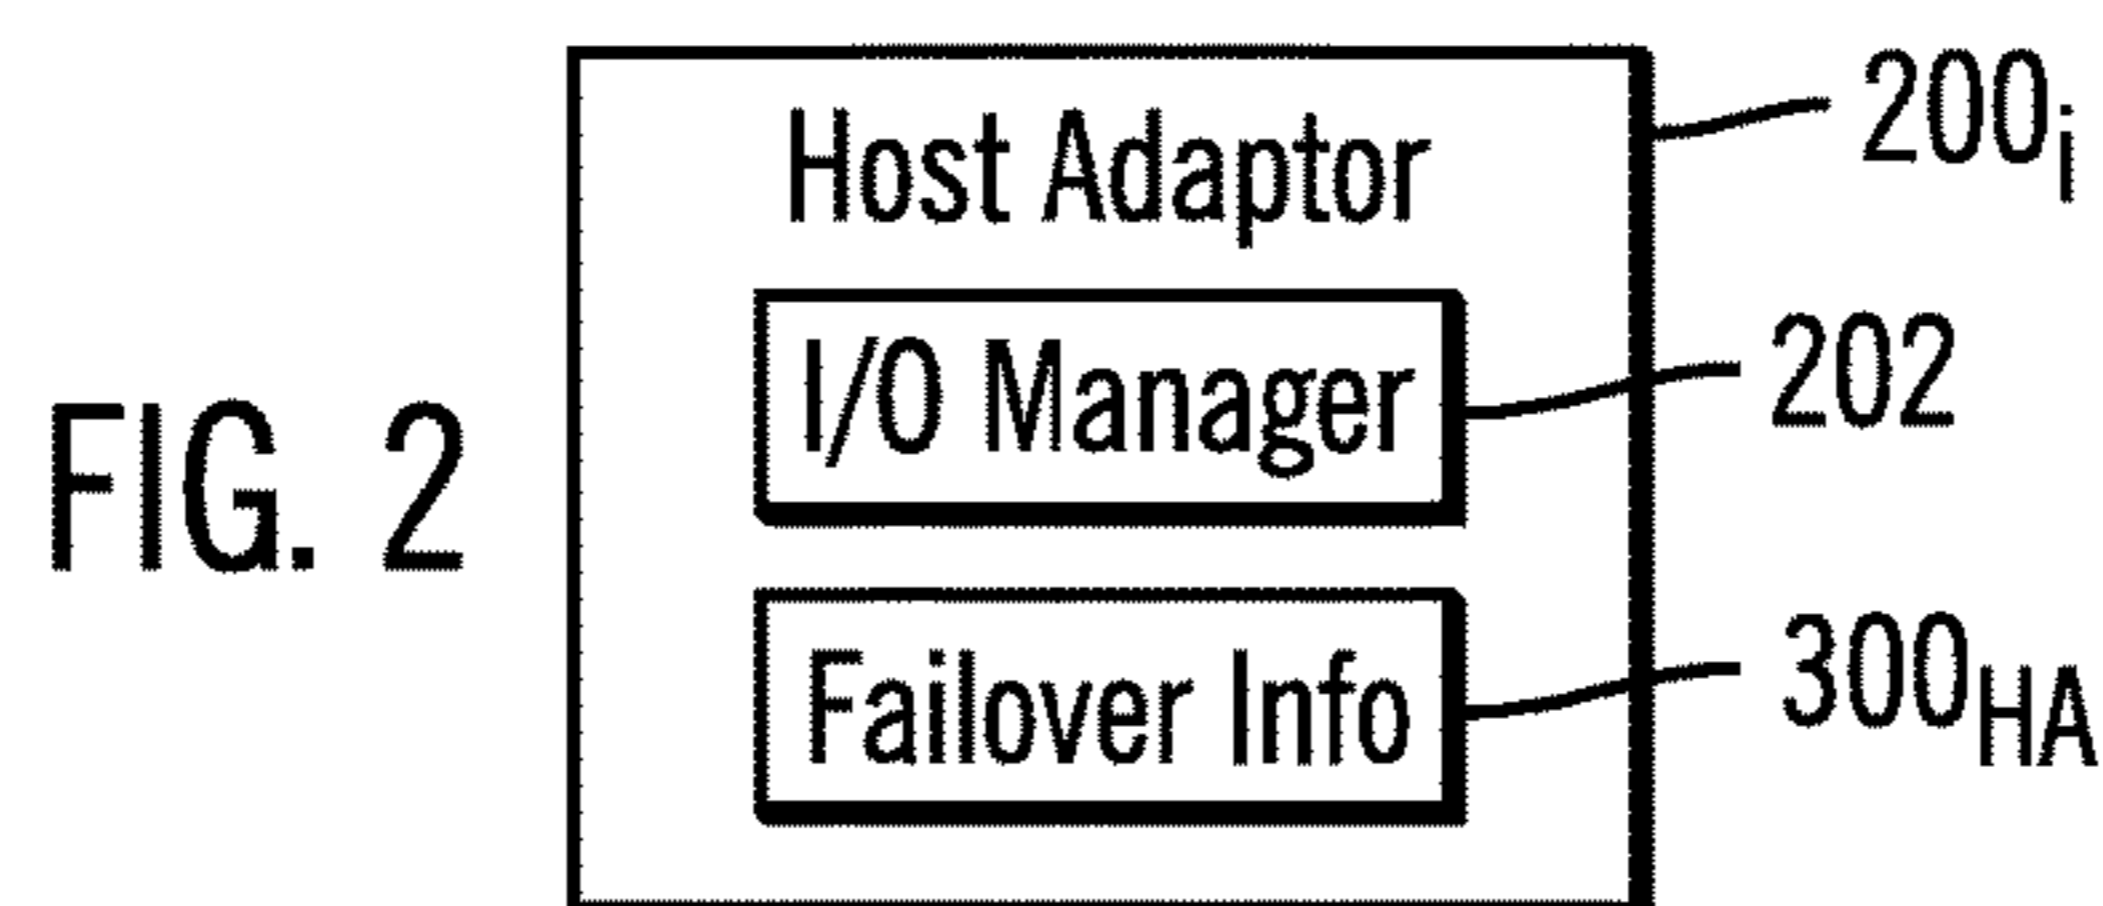 Host Adaptor 200i
I/O Manager 202
FIG. 2
Failover Info 300HA